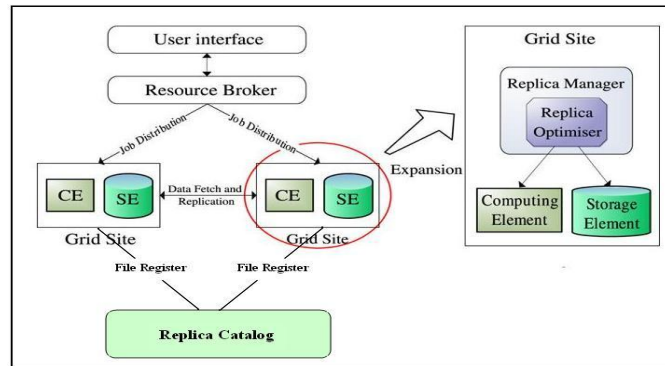 User interface
Resource Broker
Job Distribution
Job Distribution
CE
SE
Data Fetch and
Replication
CE
SE
Grid Site
Grid Site
File Register
File Register
Replica Catalog
Expansion
Grid Site
Replica Manager
Replica
Optimiser
Computing
Element
Storage
Element